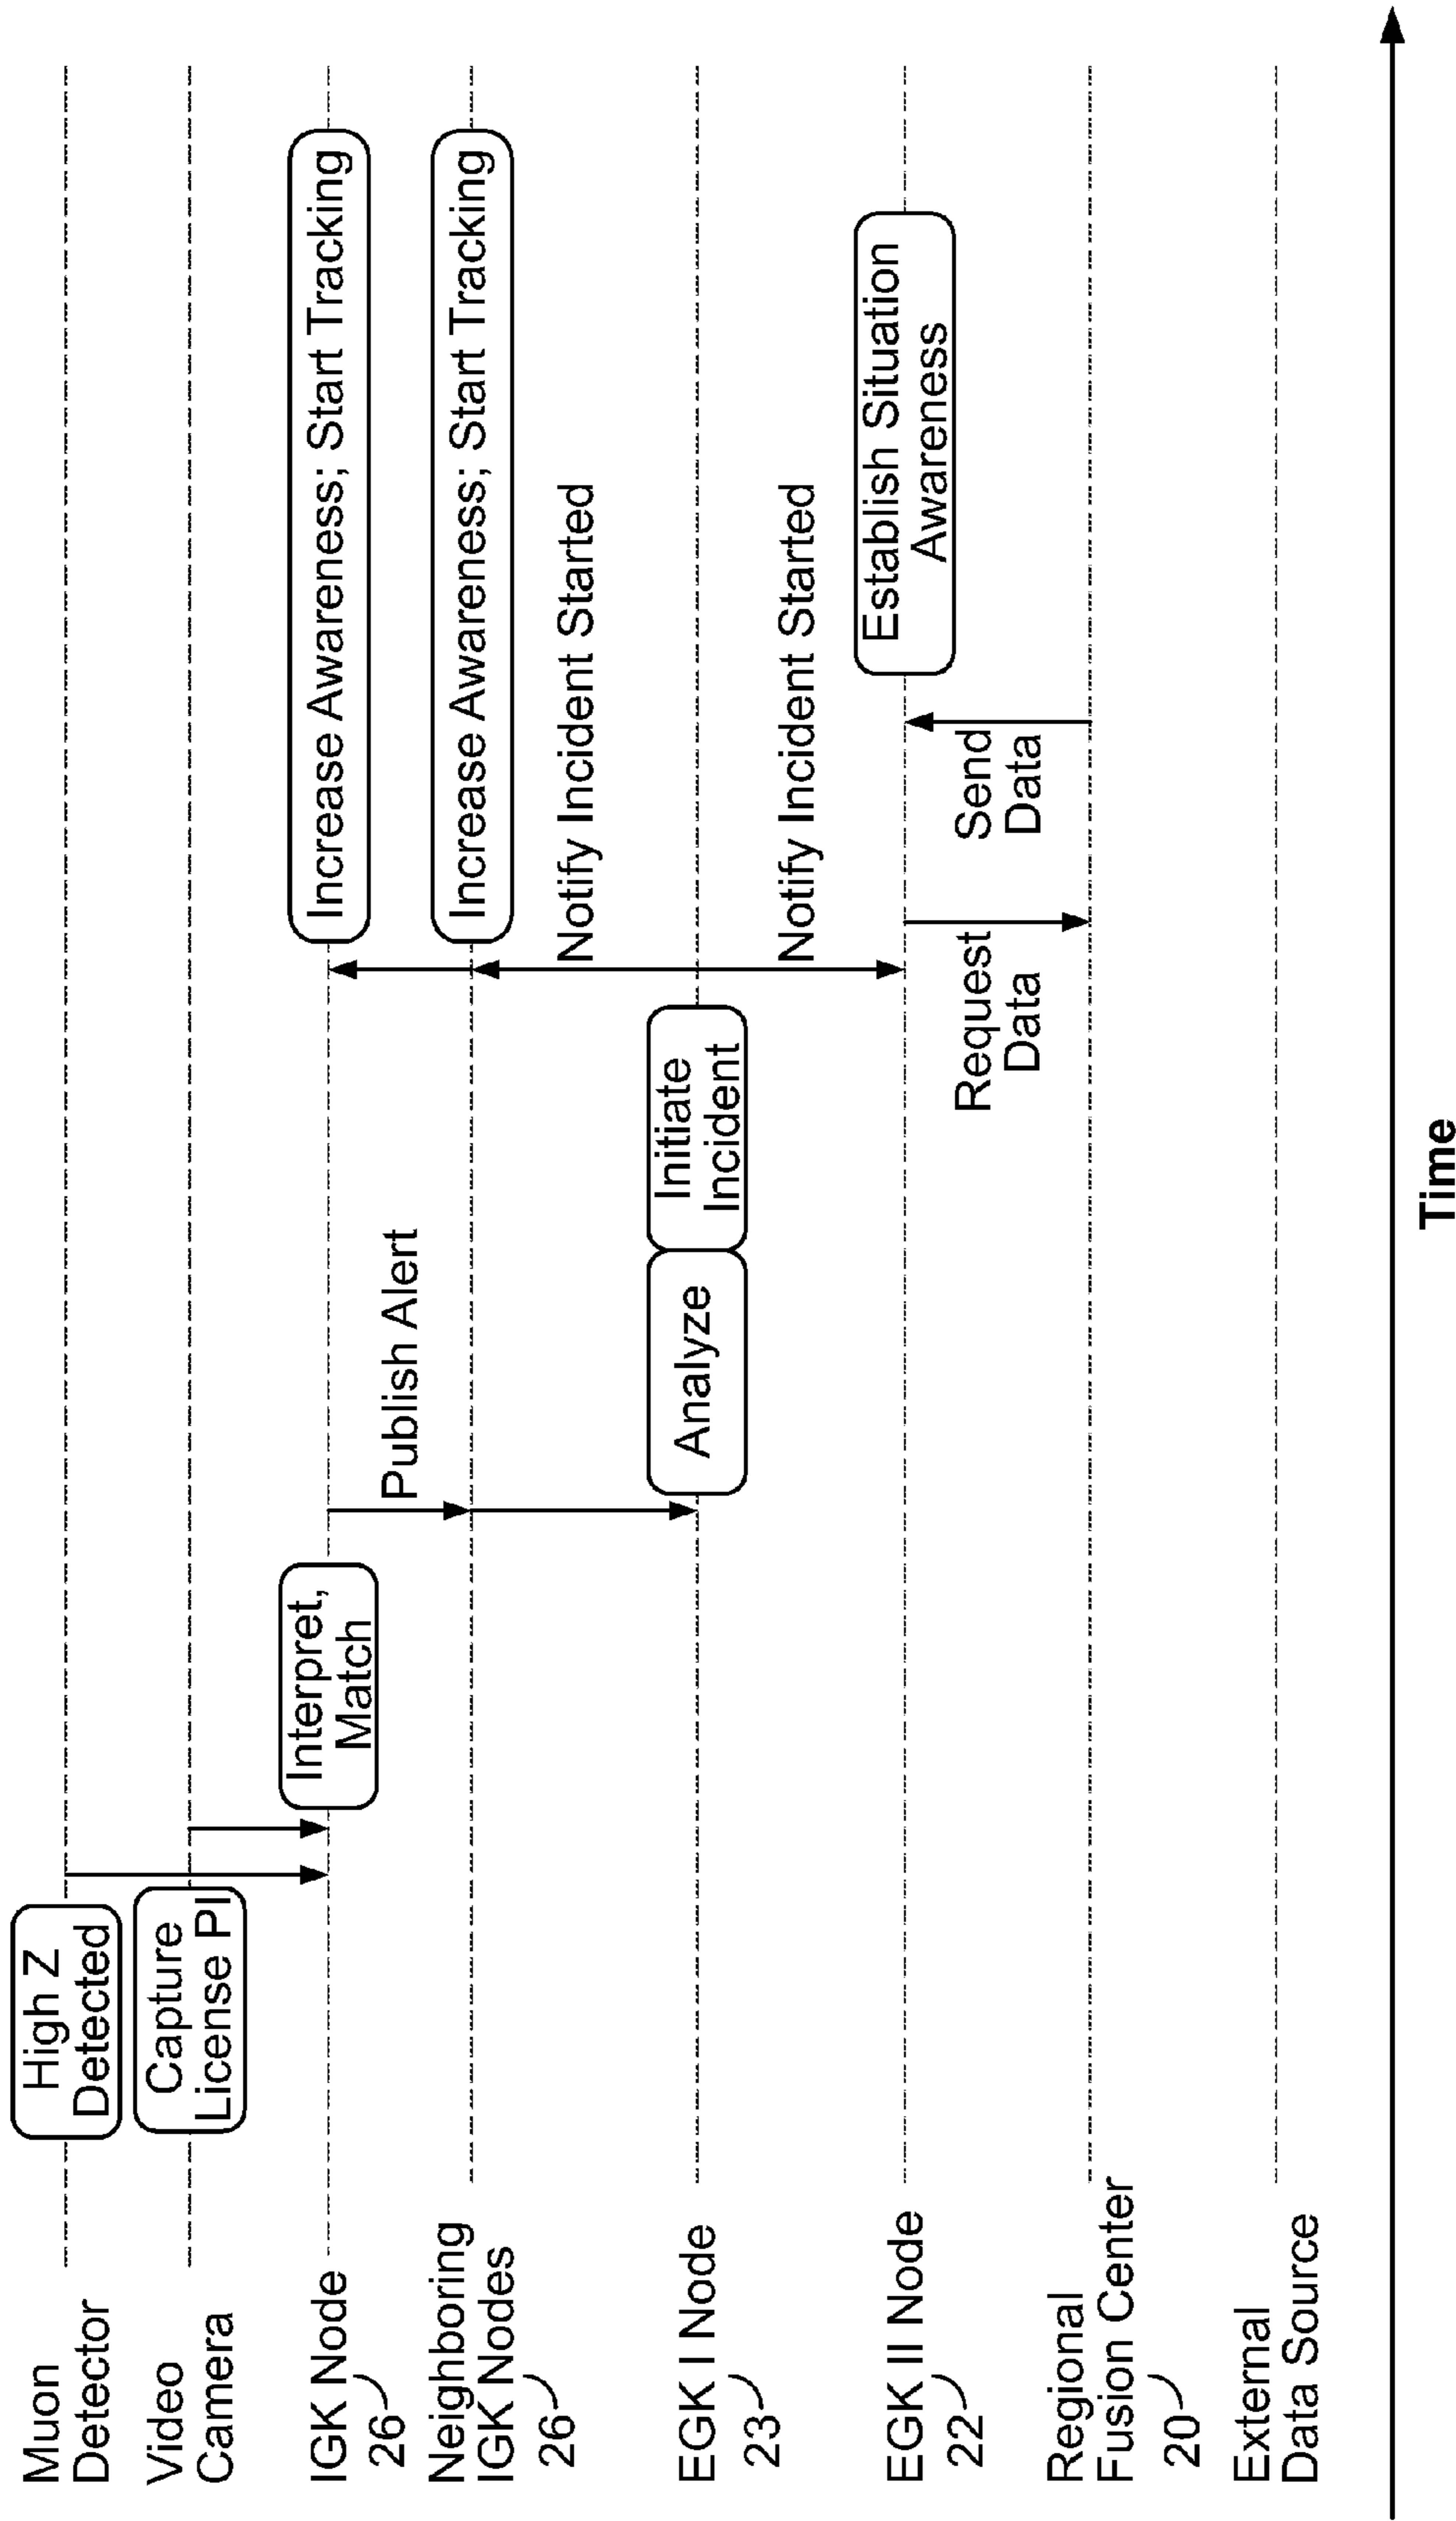 Muon
Detector
High Z
Detected
Video
Camera
Capture
License Pl
IGK Node
26
Interpret,
Match
Increase Awareness; Start Tracking
Publish Alert
Neighboring
IGK Nodes
26
Increase Awareness; Start Tracking
Notify Incident Started
EGK I Node
23
Analyze
Initiate
Incident
Notify Incident Started
EGK II Node
22
Establish Situation
Awareness
Request
Data
Send
Data
Regional
Fusion Center
20
External
Data Source
Time